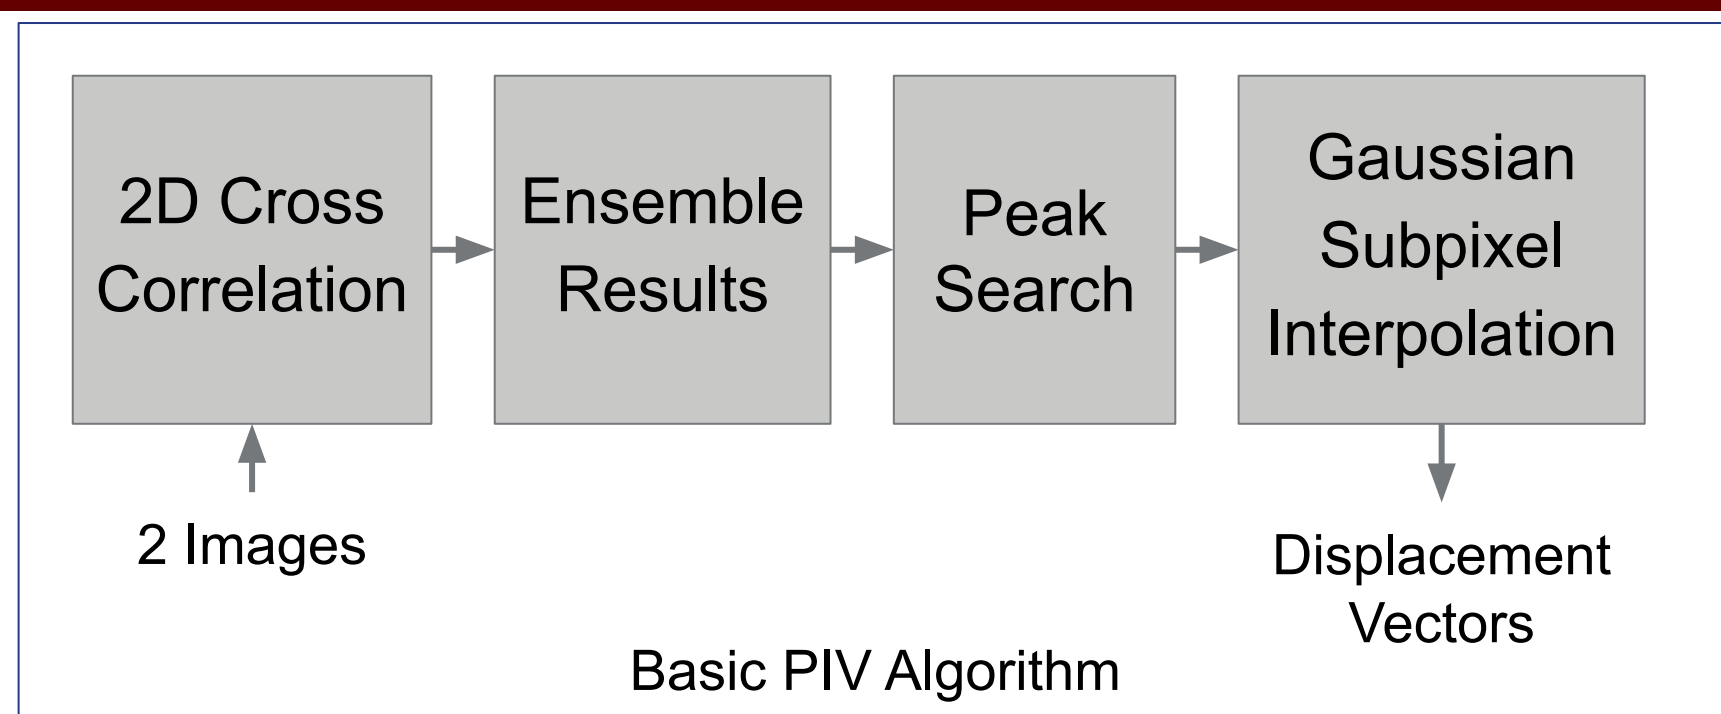 2D Cross
Correlation
Ensemble
Results
Peak
Search
Gaussian
Subpixel
Interpolation
2 Images
Displacement
Vectors
Basic PIV Algorithm